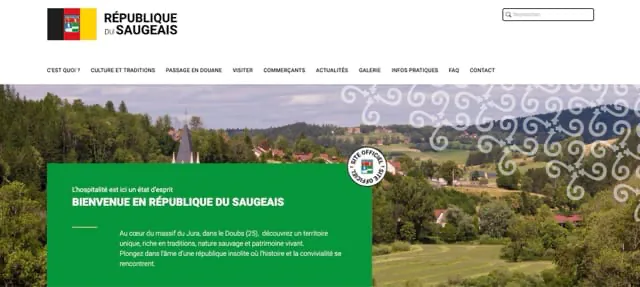 RÉPUBLIQUE
DU SAUGEAIS
Rechercher
C'EST QUOI ?
CULTURE ET TRADITIONS
PASSAGE EN DOUANE
VISITER
COMMERÇANTS
ACTUALITÉS
GALERIE
INFOS PRATIQUES
FAQ
CONTACT
SITE OFFICIEL
SITE OFFICIEL
L'hospitalité est ici un état d'esprit
BIENVENUE EN RÉPUBLIQUE DU SAUGEAIS
Au cœur du massif du Jura, dans le Doubs (25), découvrez un territoire
unique, riche en traditions, nature sauvage et patrimoine vivant.
Plongez dans l'âme d'une république insolite où l'histoire et la convivialité se
rencontrent.